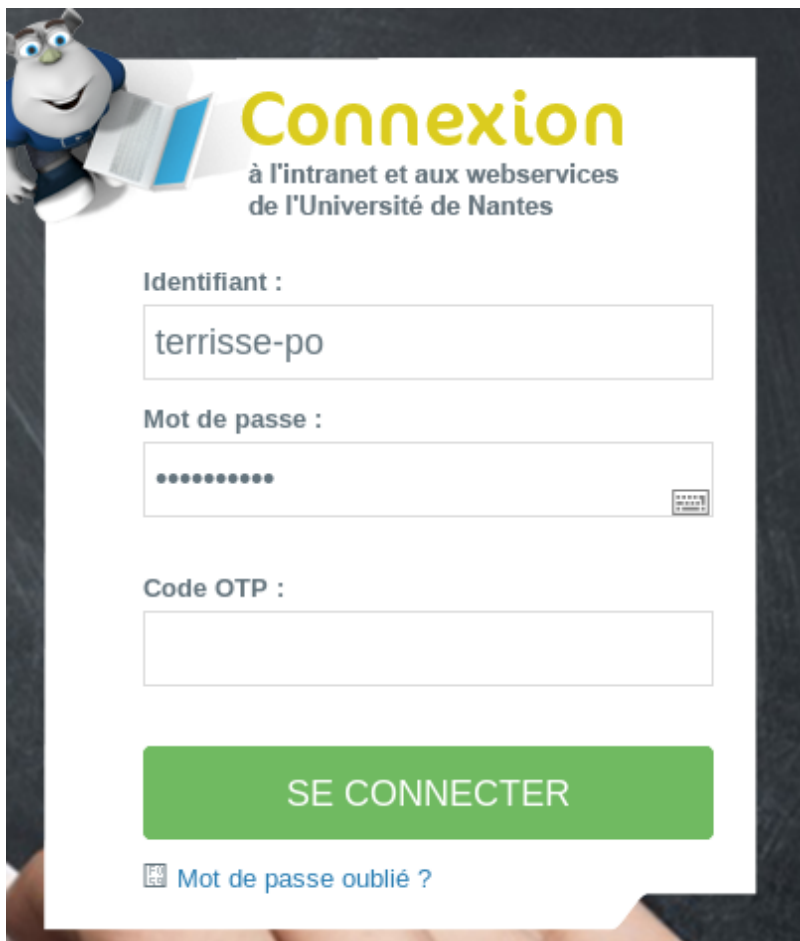 Connexion
à l'intranet et aux webservices
de l'Université de Nantes
Identifiant :
terrisse-po
Mot de passe :
••••••••••
Code OTP :
SE CONNECTER
Mot de passe oublié ?